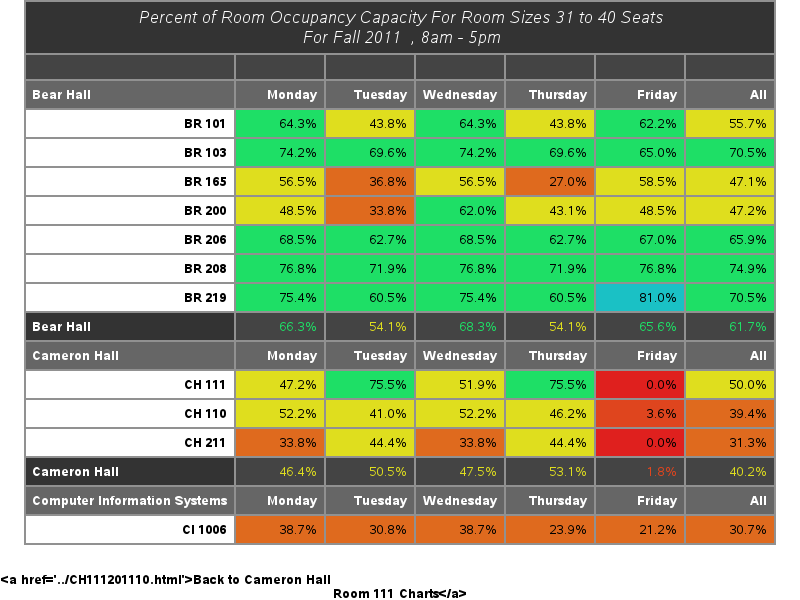 Percent of Room Occupancy Capacity For Room Sizes 31 to 40 Seats
For Fall 2011 , 8am - 5pm
Bear Hall Monday Tuesday Wednesday Thursday Friday All
BR 101 64.3% 43.8% 64.3% 43.8% 62.2% 55.7%
BR 103 74.2% 69.6% 74.2% 69.6% 65.0% 70.5%
BR 165 56.5% 36.8% 56.5% 27.0% 58.5% 47.1%
BR 200 48.5% 33.8% 62.0% 43.1% 48.5% 47.2%
BR 206 68.5% 62.7% 68.5% 62.7% 67.0% 65.9%
BR 208 76.8% 71.9% 76.8% 71.9% 76.8% 74.9%
BR 219 75.4% 60.5% 75.4% 60.5% 81.0% 70.5%
Bear Hall 66.3% 54.1% 68.3% 54.1% 65.6% 61.7%
Cameron Hall Monday Tuesday Wednesday Thursday Friday All
CH 111 47.2% 75.5% 51.9% 75.5% 0.0% 50.0%
CH 110 52.2% 41.0% 52.2% 46.2% 3.6% 39.4%
CH 211 33.8% 44.4% 33.8% 44.4% 0.0% 31.3%
Cameron Hall 46.4% 50.5% 47.5% 53.1% 1.8% 40.2%
Computer Information Systems Monday Tuesday Wednesday Thursday Friday All
CI 1006 38.7% 30.8% 38.7% 23.9% 21.2% 30.7%
<a href='../CH111201110.html'>Back to Cameron Hall
Room 111 Charts</a>